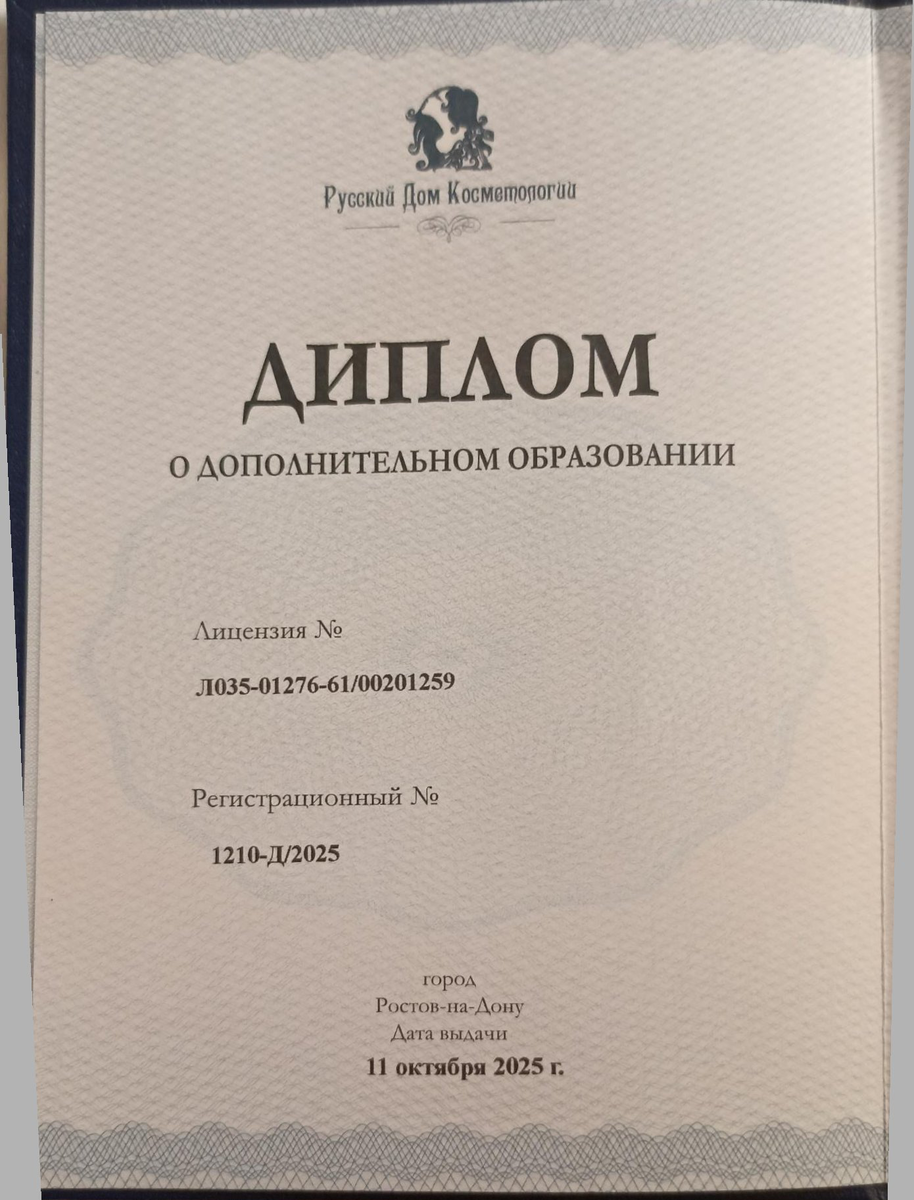 Русский Дом Косметологии
ДИПЛОМ
О ДОПОЛНИТЕЛЬНОМ ОБРАЗОВАНИИ
Лицензия №
Л035-01276-61/00201259
Регистрационный №
1210-Д/2025
город
Ростов-на-Дону
Дата выдачи
11 октября 2025 г.